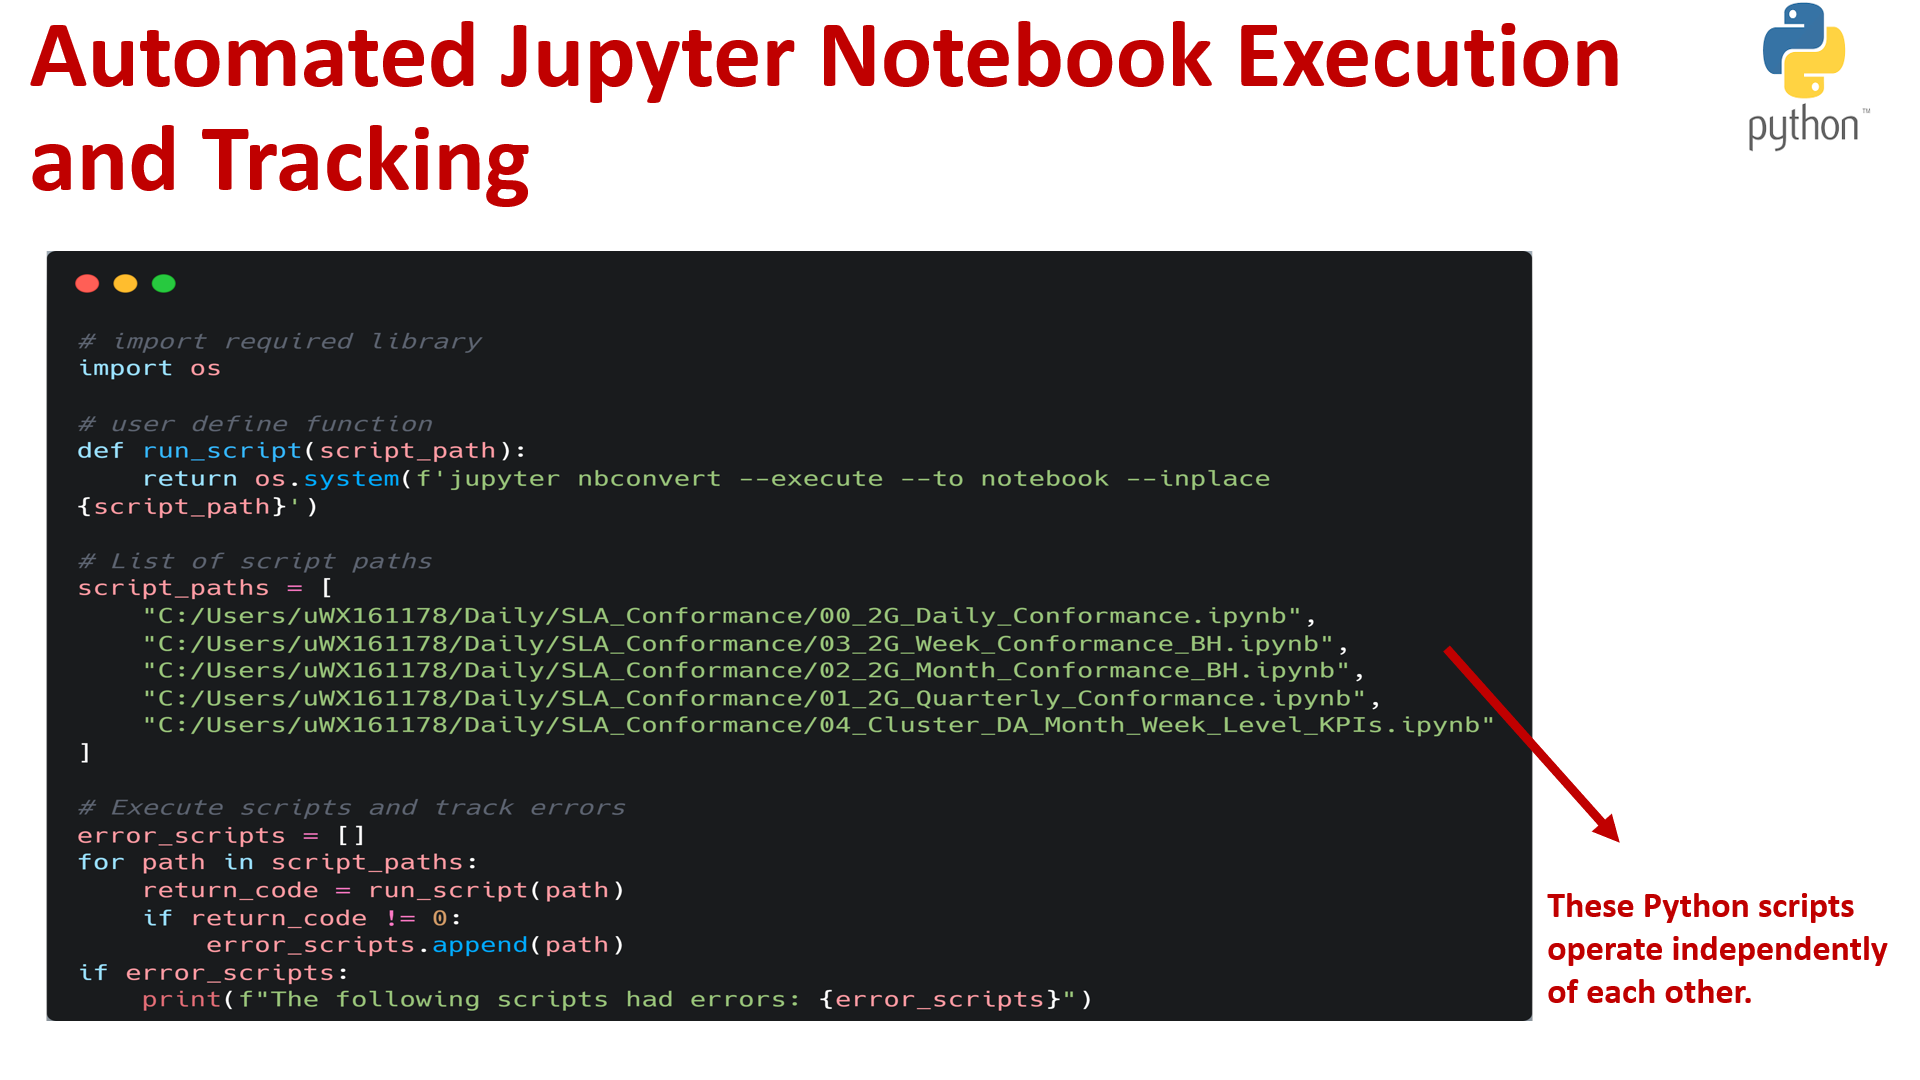 Automated Jupyter Notebook Execution
and Tracking
python™
# import required library
import os
# user define function
def run_script(script_path):
    return os.system(f'jupyter nbconvert --execute --to notebook --inplace
{script_path}')
# List of script paths
script_paths = [
    "C:/Users/uWX161178/Daily/SLA_Conformance/00_2G_Daily_Conformance.ipynb",
    "C:/Users/uWX161178/Daily/SLA_Conformance/03_2G_Week_Conformance_BH.ipynb",
    "C:/Users/uWX161178/Daily/SLA_Conformance/02_2G_Month_Conformance_BH.ipynb",
    "C:/Users/uWX161178/Daily/SLA_Conformance/01_2G_Quarterly_Conformance.ipynb",
    "C:/Users/uWX161178/Daily/SLA_Conformance/04_Cluster_DA_Month_Week_Level_KPIs.ipynb"
]
# Execute scripts and track errors
error_scripts = []
for path in script_paths:
    return_code = run_script(path)
    if return_code != 0:
        error_scripts.append(path)
if error_scripts:
    print(f"The following scripts had errors: {error_scripts}")
These Python scripts
operate independently
of each other.